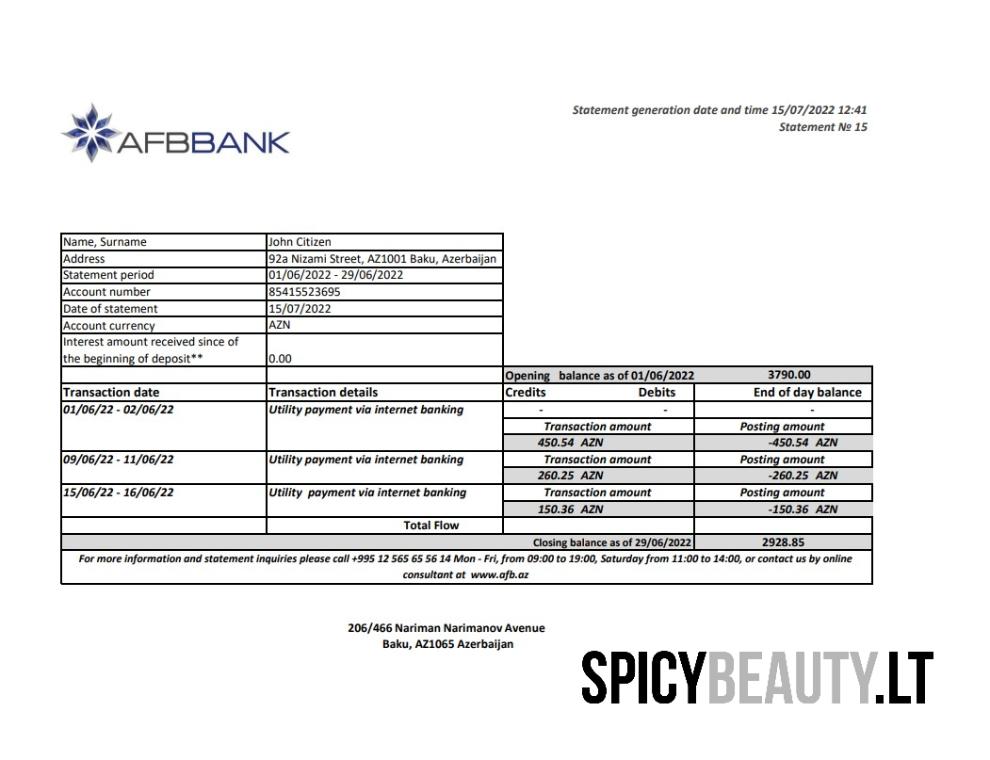 AFBBANK
Statement generation date and time 15/07/2022 12:41
Statement № 15
Name, Surname John Citizen
Address 92a Nizami Street, AZ1001 Baku, Azerbaijan
Statement period 01/06/2022 - 29/06/2022
Account number 85415523695
Date of statement 15/07/2022
Account currency AZN
Interest amount received since of
the beginning of deposit** 0.00
Opening balance as of 01/06/2022 3790.00
Transaction date Transaction details Credits Debits End of day balance
01/06/22 - 02/06/22 Utility payment via internet banking - - -
Transaction amount Posting amount
450.54 AZN -450.54 AZN
09/06/22 - 11/06/22 Utility payment via internet banking Transaction amount Posting amount
260.25 AZN -260.25 AZN
15/06/22 - 16/06/22 Utility payment via internet banking Transaction amount Posting amount
150.36 AZN -150.36 AZN
Total Flow
Closing balance as of 29/06/2022 2928.85
For more information and statement inquiries please call +995 12 565 65 56 14 Mon - Fri, from 09:00 to 19:00, Saturday from 11:00 to 14:00, or contact us by online
consultant at www.afb.az
206/466 Nariman Narimanov Avenue
Baku, AZ1065 Azerbaijan
SPICYBEAUTY.LT